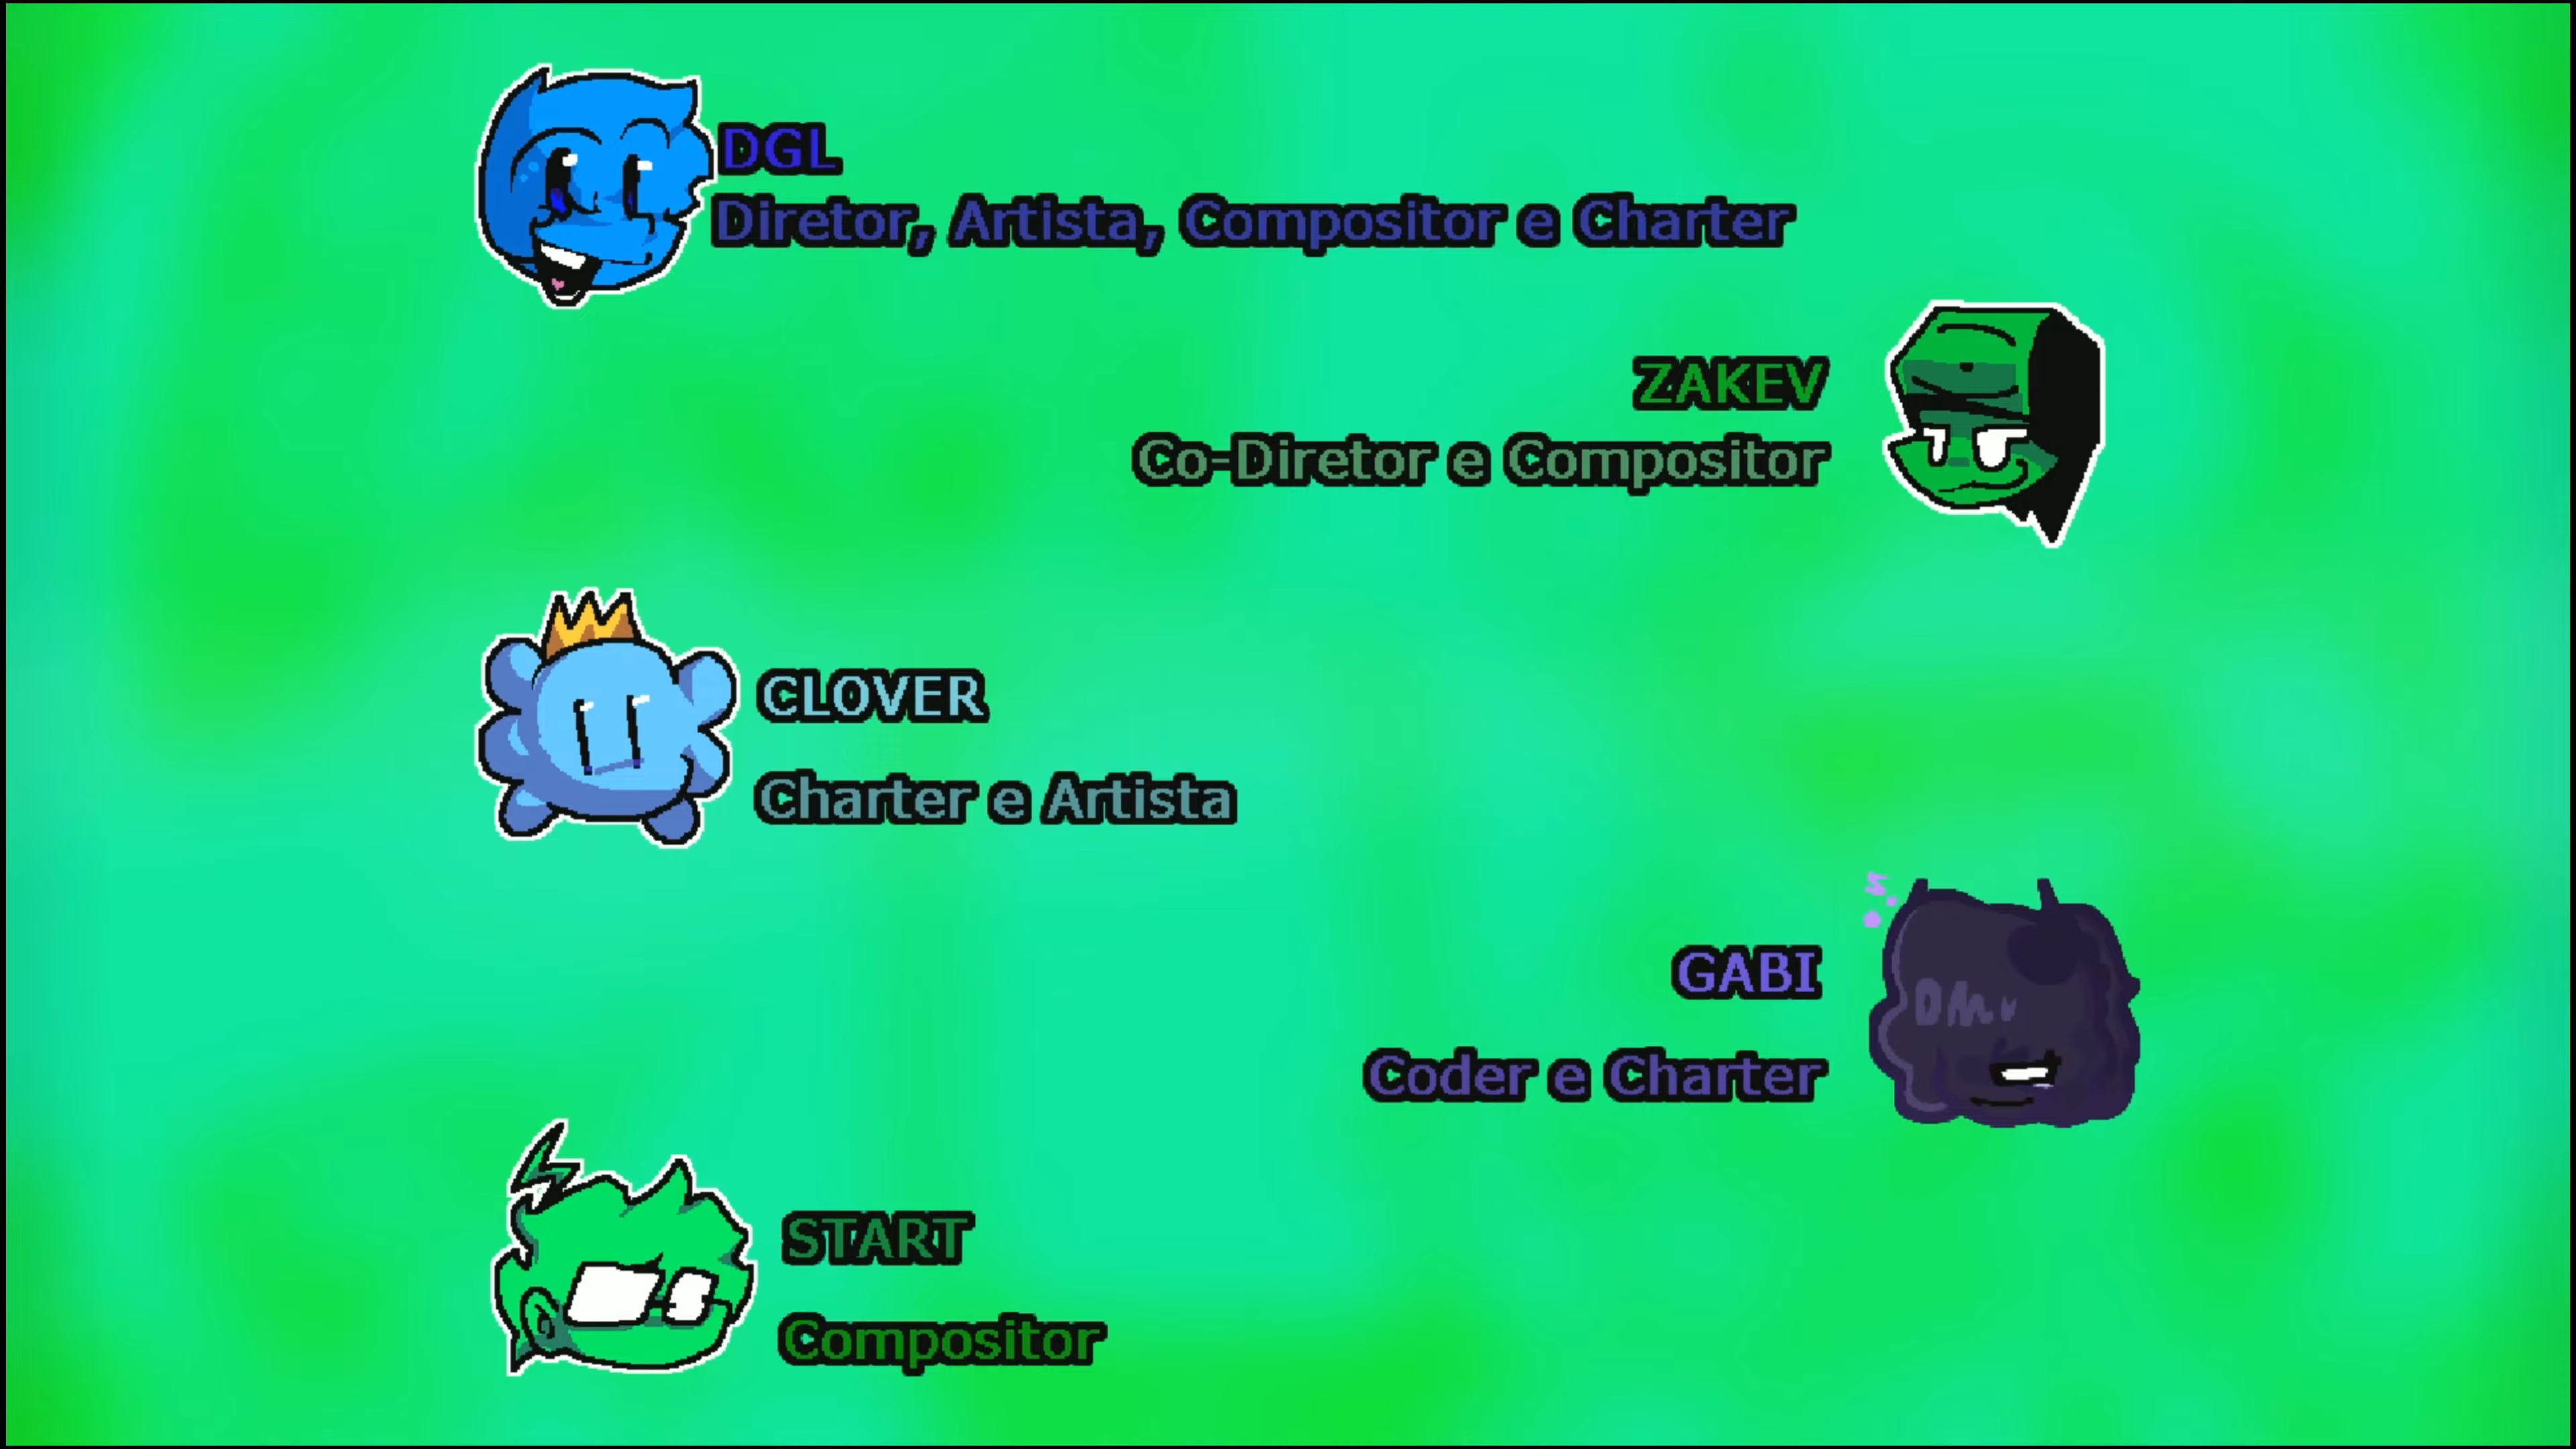 DGL
Diretor, Artista, Compositor e Charter
ZAKEV
Co-Diretor e Compositor
CLOVER
Charter e Artista
GABI
Coder e Charter
START
Compositor